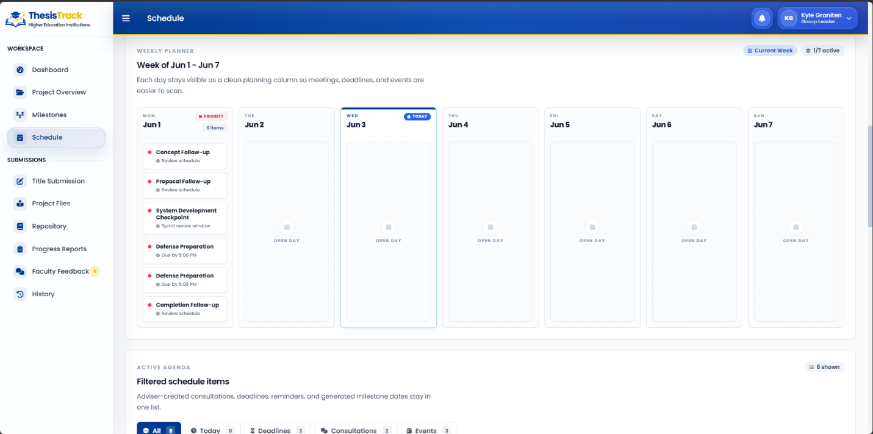 ThesisTrack
Higher Education Institutions
Schedule
KG
Kyle Graniten
Group Leader
WORKSPACE
Dashboard
Project Overview
Milestones
Schedule
SUBMISSIONS
Title Submission
Project Files
Repository
Progress Reports
Faculty Feedback
History
WEEKLY PLANNER
Current Week
1/7 active
Week of Jun 1 - Jun 7
Each day stays visible as a clean planning column so meetings, deadlines, and events are
easier to scan.
MON
PRIORITY
Jun 1
Concept Follow-up
Review schedule
Proposal Follow-up
Review schedule
System Development
Checkpoint
Sprint review window
Defense Preparation
Due by 5:00 PM
Defense Preparation
Due by 5:00 PM
Completion Follow-up
Review schedule
TUE
Jun 2
OPEN DAY
WED
TODAY
Jun 3
OPEN DAY
THU
Jun 4
OPEN DAY
FRI
Jun 5
OPEN DAY
SAT
Jun 6
OPEN DAY
SUN
Jun 7
OPEN DAY
ACTIVE AGENDA
8 shown
Filtered schedule items
Adviser-created consultations, deadlines, reminders, and generated milestone dates stay in
one list.
All 8
Today 0
Deadlines 3
Consultations 2
Events 3